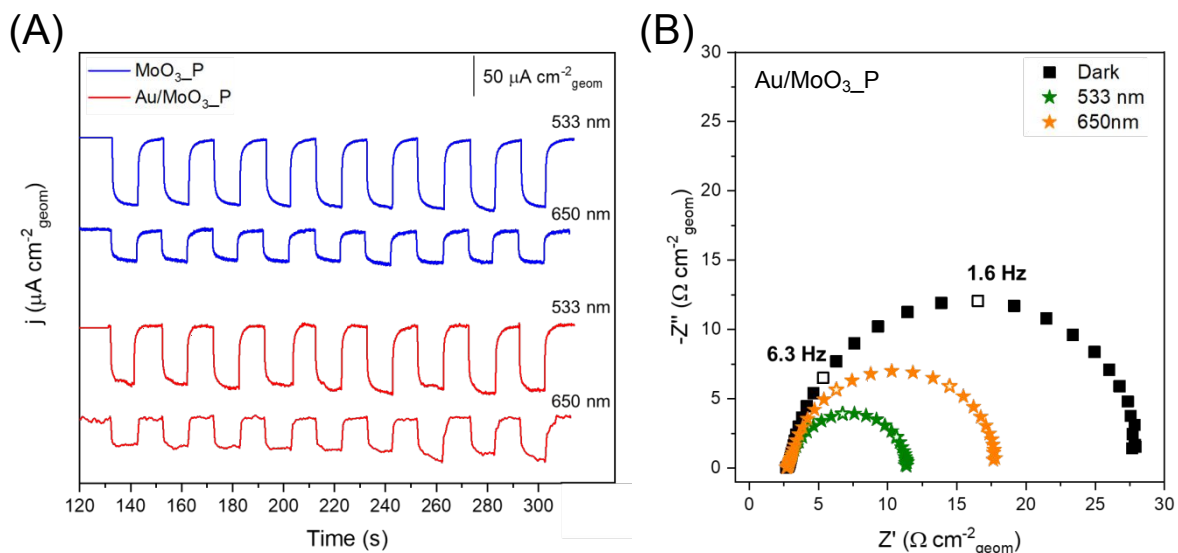 (A)
MoO₃_P
Au/MoO₃_P
50 µA cm⁻²geom
533 nm
650 nm
533 nm
650 nm
j (µA cm⁻²geom)
120 140 160 180 200 220 240 260 280 300
Time (s)
(B)
Au/MoO₃_P
Dark
533 nm
650nm
1.6 Hz
6.3 Hz
-Z'' (Ω cm⁻²geom)
30
25
20
15
10
5
0
0 5 10 15 20 25 30
Z' (Ω cm⁻²geom)